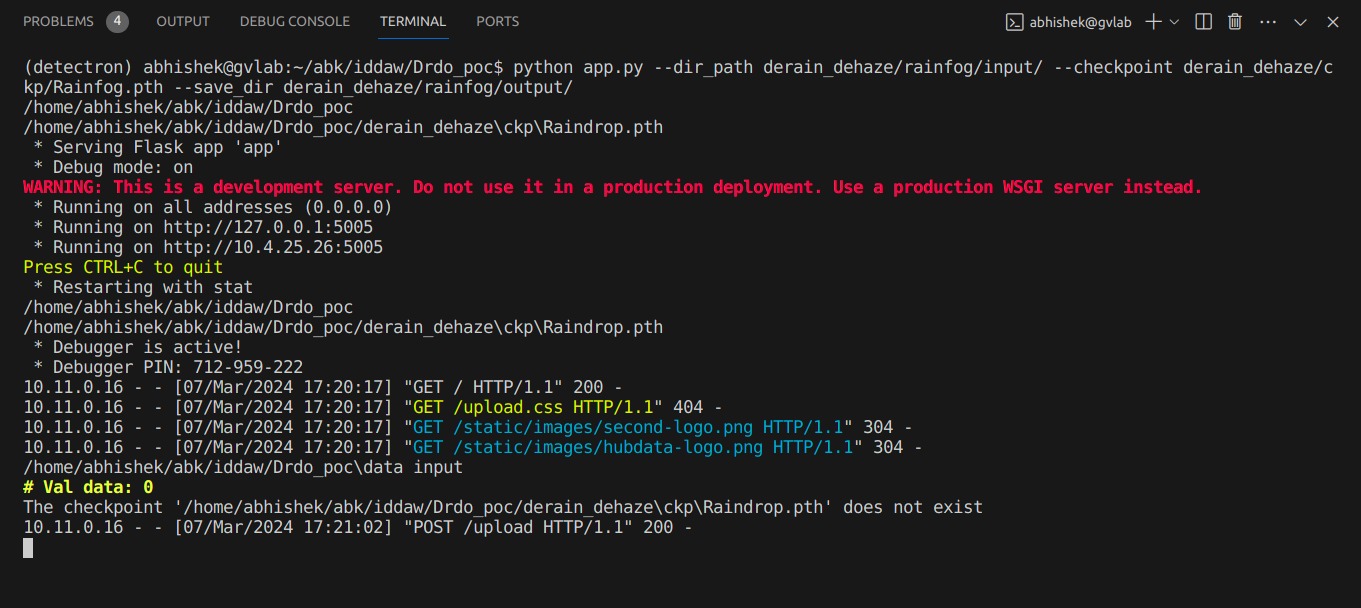 PROBLEMS 4 OUTPUT DEBUG CONSOLE TERMINAL PORTS abhishek@gvlab
(detectron) abhishek@gvlab:~/abk/iddaw/Drdo_poc$ python app.py --dir_path derain_dehaze/rainfog/input/ --checkpoint derain_dehaze/c
kp/Rainfog.pth --save_dir derain_dehaze/rainfog/output/
/home/abhishek/abk/iddaw/Drdo_poc
/home/abhishek/abk/iddaw/Drdo_poc/derain_dehaze\ckp\Raindrop.pth
 * Serving Flask app 'app'
 * Debug mode: on
WARNING: This is a development server. Do not use it in a production deployment. Use a production WSGI server instead.
 * Running on all addresses (0.0.0.0)
 * Running on http://127.0.0.1:5005
 * Running on http://10.4.25.26:5005
Press CTRL+C to quit
 * Restarting with stat
/home/abhishek/abk/iddaw/Drdo_poc
/home/abhishek/abk/iddaw/Drdo_poc/derain_dehaze\ckp\Raindrop.pth
 * Debugger is active!
 * Debugger PIN: 712-959-222
10.11.0.16 - - [07/Mar/2024 17:20:17] "GET / HTTP/1.1" 200 -
10.11.0.16 - - [07/Mar/2024 17:20:17] "GET /upload.css HTTP/1.1" 404 -
10.11.0.16 - - [07/Mar/2024 17:20:17] "GET /static/images/second-logo.png HTTP/1.1" 304 -
10.11.0.16 - - [07/Mar/2024 17:20:17] "GET /static/images/hubdata-logo.png HTTP/1.1" 304 -
/home/abhishek/abk/iddaw/Drdo_poc\data input
# Val data: 0
The checkpoint '/home/abhishek/abk/iddaw/Drdo_poc/derain_dehaze\ckp\Raindrop.pth' does not exist
10.11.0.16 - - [07/Mar/2024 17:21:02] "POST /upload HTTP/1.1" 200 -